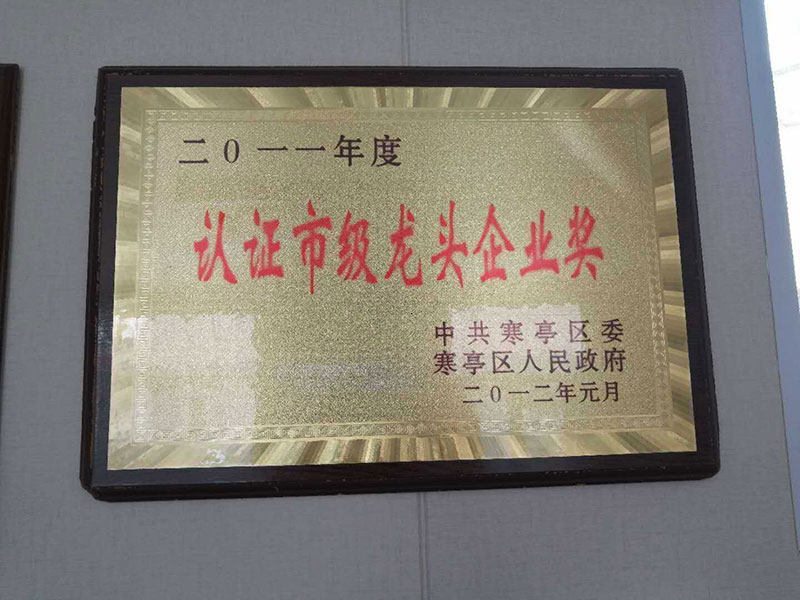 二0一一年度
认证市级龙头企业奖
中共寒亭区委
寒亭区人民政府
二0一二年元月